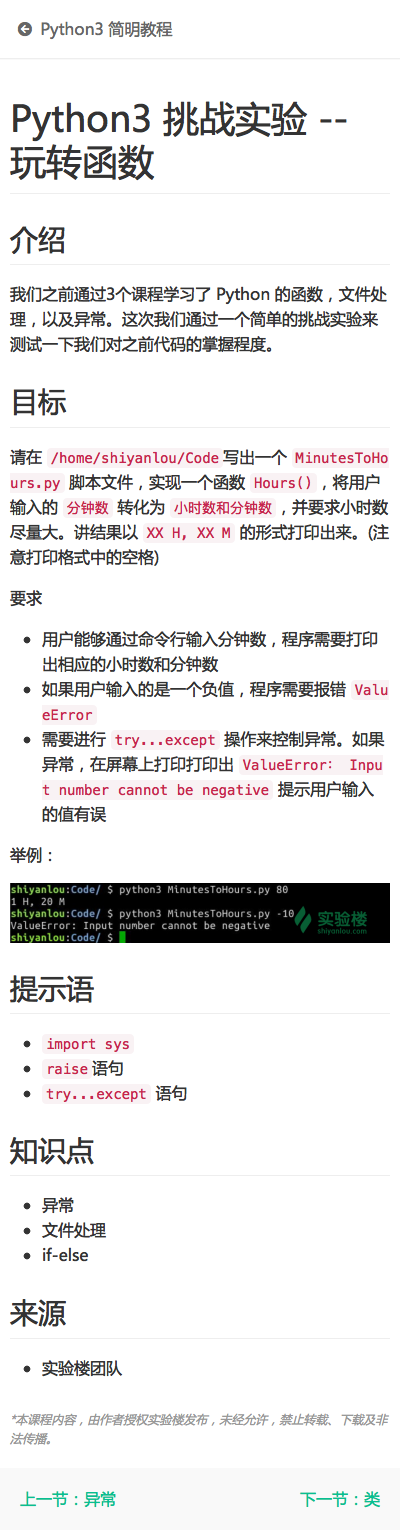 Python3 简明教程
Python3 挑战实验 --
玩转函数
介绍
我们之前通过3个课程学习了 Python 的函数，文件处
理，以及异常。这次我们通过一个简单的挑战实验来
测试一下我们对之前代码的掌握程度。
目标
请在 /home/shiyanlou/Code 写出一个 MinutesToHo
urs.py 脚本文件，实现一个函数 Hours()，将用户
输入的 分钟数 转化为 小时数和分钟数，并要求小时数
尽量大。讲结果以 XX H, XX M 的形式打印出来。(注
意打印格式中的空格)
要求
用户能够通过命令行输入分钟数，程序需要打印
出相应的小时数和分钟数
如果用户输入的是一个负值，程序需要报错 Valu
eError
需要进行 try...except 操作来控制异常。如果
异常，在屏幕上打印打印出 ValueError： Inpu
t number cannot be negative 提示用户输入
的值有误
举例：
shiyanlou:Code/ $ python3 MinutesToHours.py 80
1 H, 20 M
shiyanlou:Code/ $ python3 MinutesToHours.py -10
ValueError: Input number cannot be negative
shiyanlou:Code/ $
实验楼
shiyanlou.com
提示语
import sys
raise 语句
try...except 语句
知识点
异常
文件处理
if-else
来源
实验楼团队
*本课程内容，由作者授权实验楼发布，未经允许，禁止转载、下载及非
法传播。
上一节：异常 下一节：类